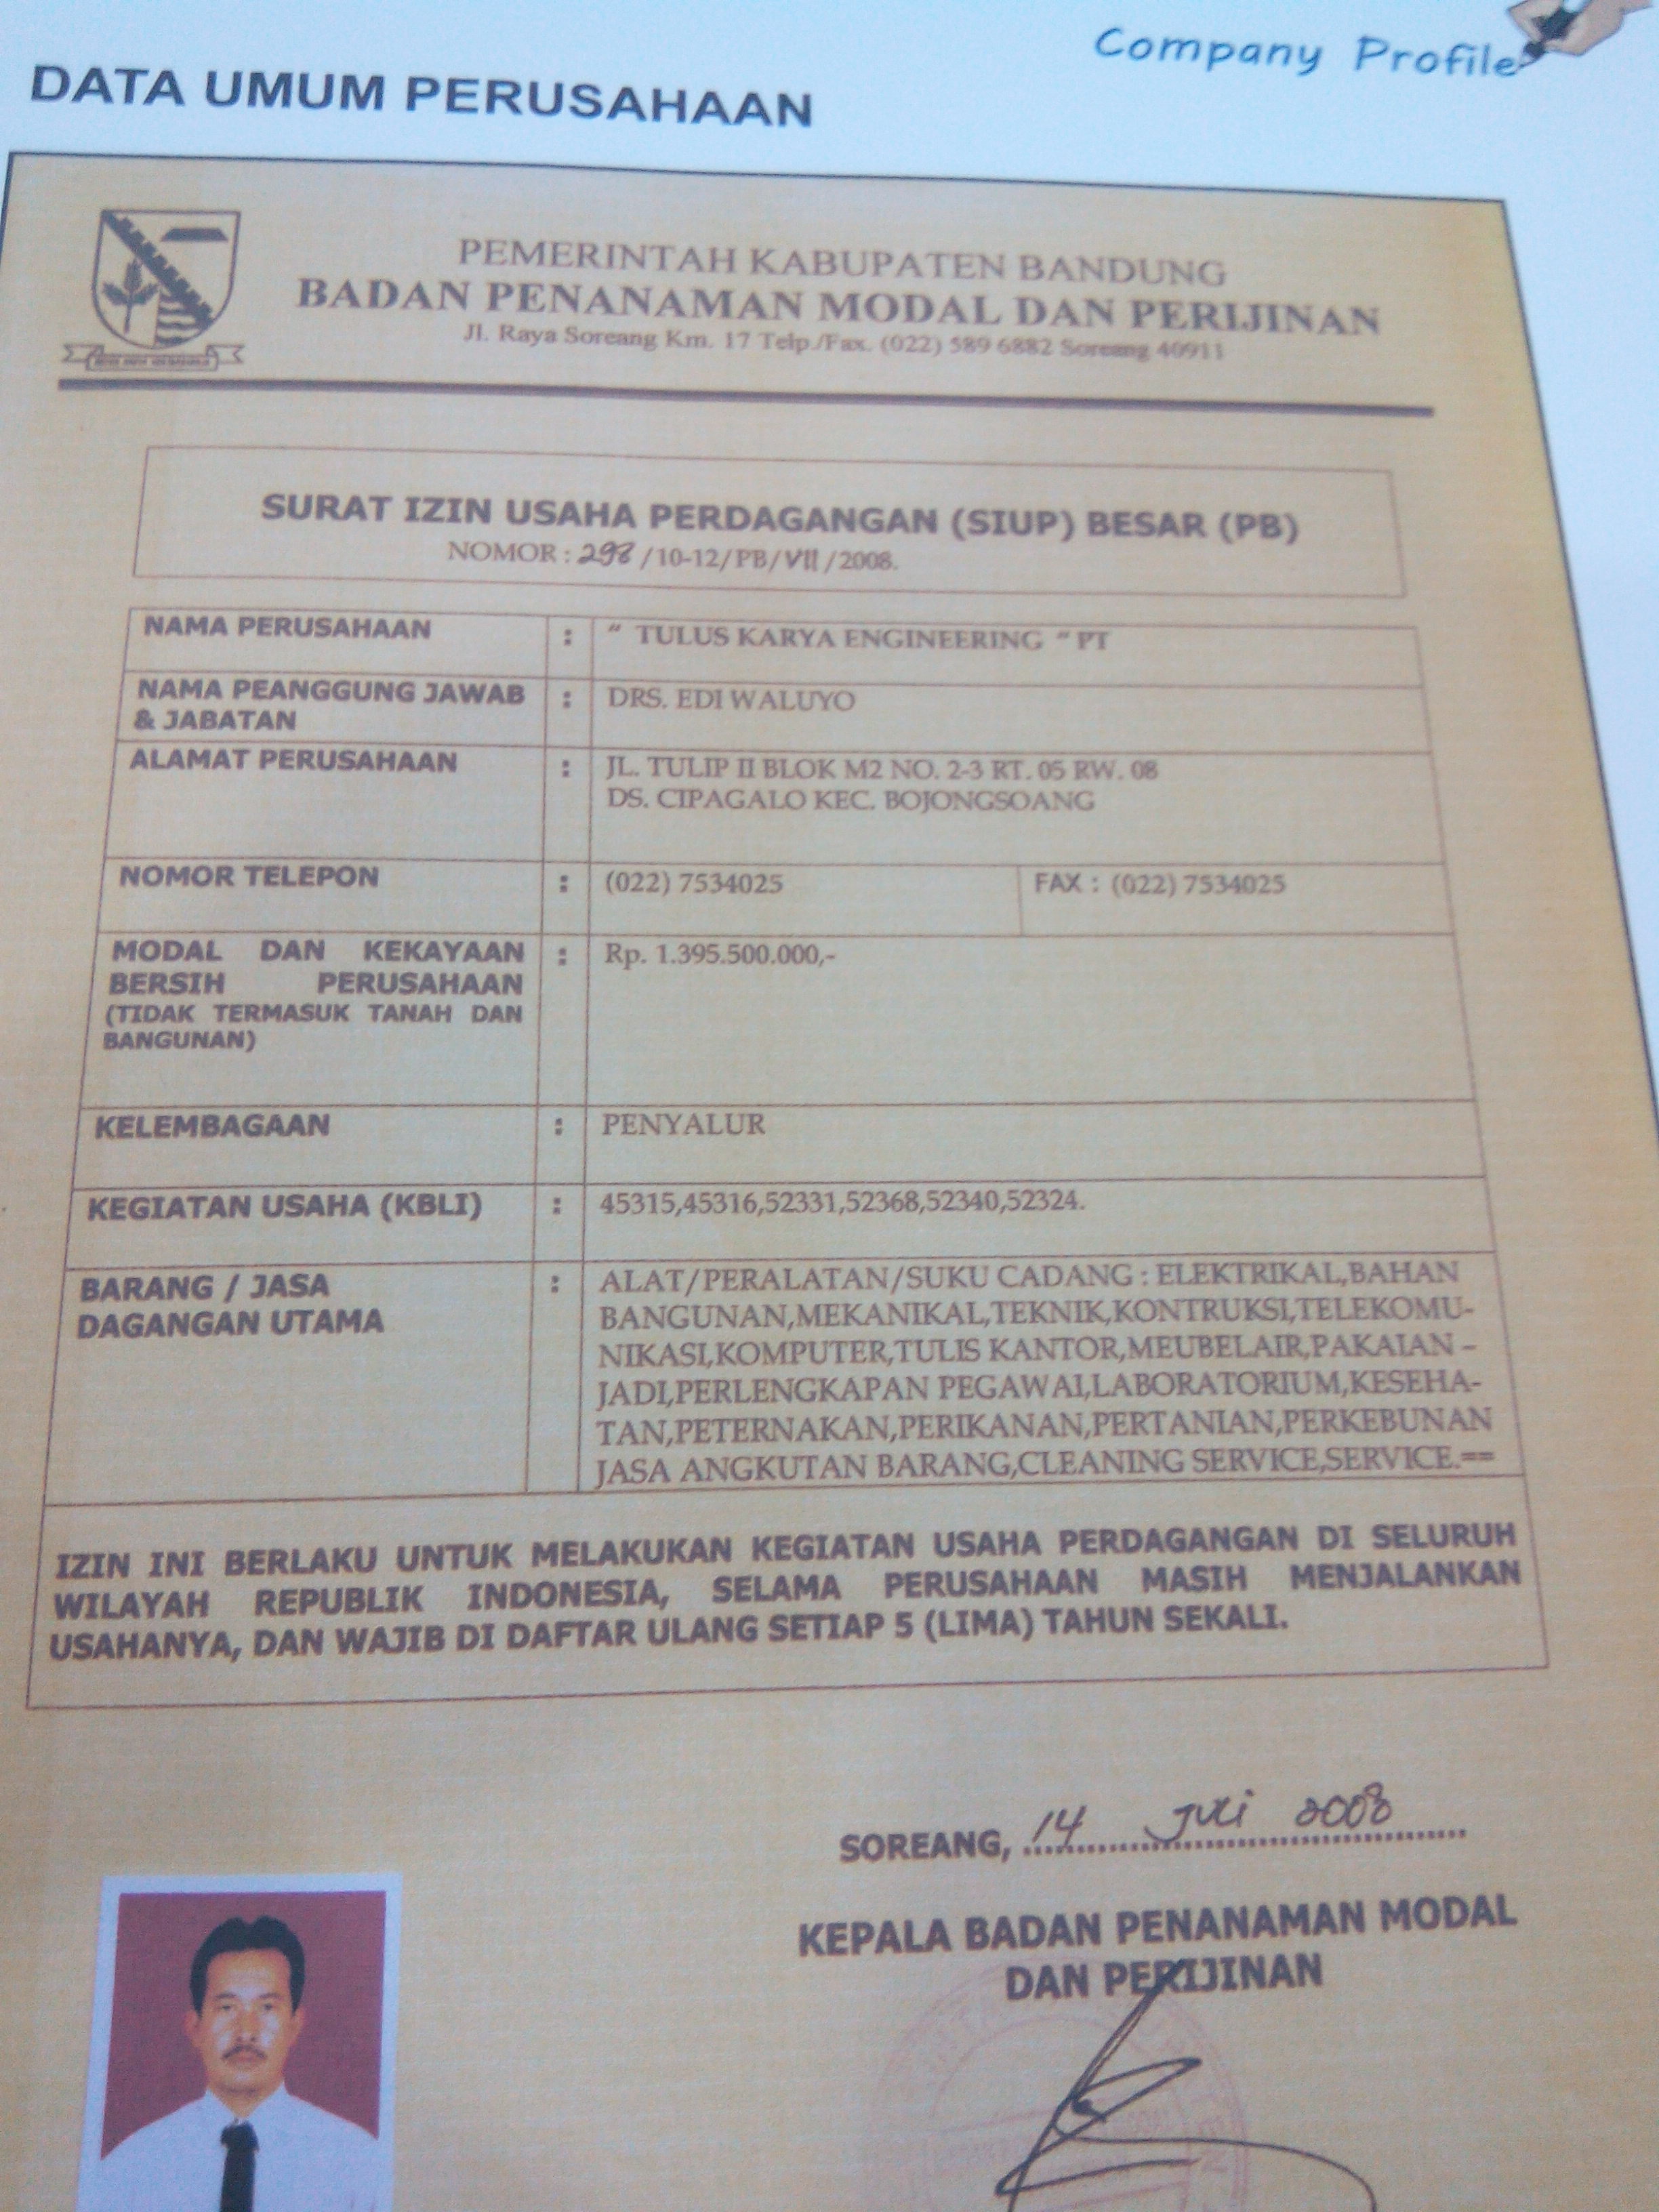 Company Profile
DATA UMUM PERUSAHAAN
PEMERINTAH KABUPATEN BANDUNG
BADAN PENANAMAN MODAL DAN PERIJINAN
Jl. Raya Soreang Km. 17 Telp./Fax. (022) 589 6882 Soreang 40911
SURAT IZIN USAHA PERDAGANGAN (SIUP) BESAR (PB)
NOMOR : 298 /10-12/PB/VII/2008.
NAMA PERUSAHAAN : " TULUS KARYA ENGINEERING " PT
NAMA PEANGGUNG JAWAB : DRS. EDI WALUYO
& JABATAN
ALAMAT PERUSAHAAN : JL. TULIP II BLOK M2 NO. 2-3 RT. 05 RW. 08
DS. CIPAGALO KEC. BOJONGSOANG
NOMOR TELEPON : (022) 7534025 FAX : (022) 7534025
MODAL DAN KEKAYAAN : Rp. 1.395.500.000,-
BERSIH PERUSAHAAN
(TIDAK TERMASUK TANAH DAN
BANGUNAN)
KELEMBAGAAN : PENYALUR
KEGIATAN USAHA (KBLI) : 45315,45316,52331,52368,52340,52324.
BARANG / JASA : ALAT/PERALATAN/SUKU CADANG : ELEKTRIKAL,BAHAN
DAGANGAN UTAMA BANGUNAN,MEKANIKAL,TEKNIK,KONTRUKSI,TELEKOMU-
NIKASI,KOMPUTER,TULIS KANTOR,MEUBELAIR,PAKAIAN -
JADI,PERLENGKAPAN PEGAWAI,LABORATORIUM,KESEHA-
TAN,PETERNAKAN,PERIKANAN,PERTANIAN,PERKEBUNAN
JASA ANGKUTAN BARANG,CLEANING SERVICE,SERVICE.==
IZIN INI BERLAKU UNTUK MELAKUKAN KEGIATAN USAHA PERDAGANGAN DI SELURUH
WILAYAH REPUBLIK INDONESIA, SELAMA PERUSAHAAN MASIH MENJALANKAN
USAHANYA, DAN WAJIB DI DAFTAR ULANG SETIAP 5 (LIMA) TAHUN SEKALI.
SOREANG, 14 Juli 2008
KEPALA BADAN PENANAMAN MODAL
DAN PERIJINAN